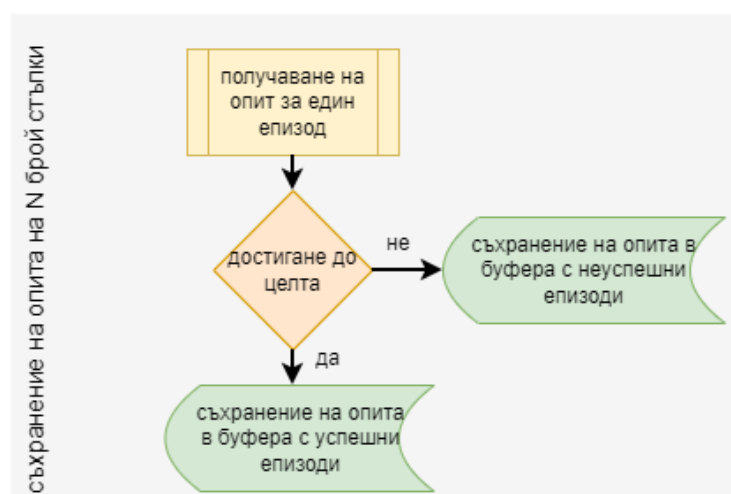 съхранение на опита на N брой стъпки
получаване на
опит за един
епизод
достигане до
целта
не
съхранение на опита в
буфера с неуспешни
епизоди
да
съхранение на опита
в буфера с успешни
епизоди